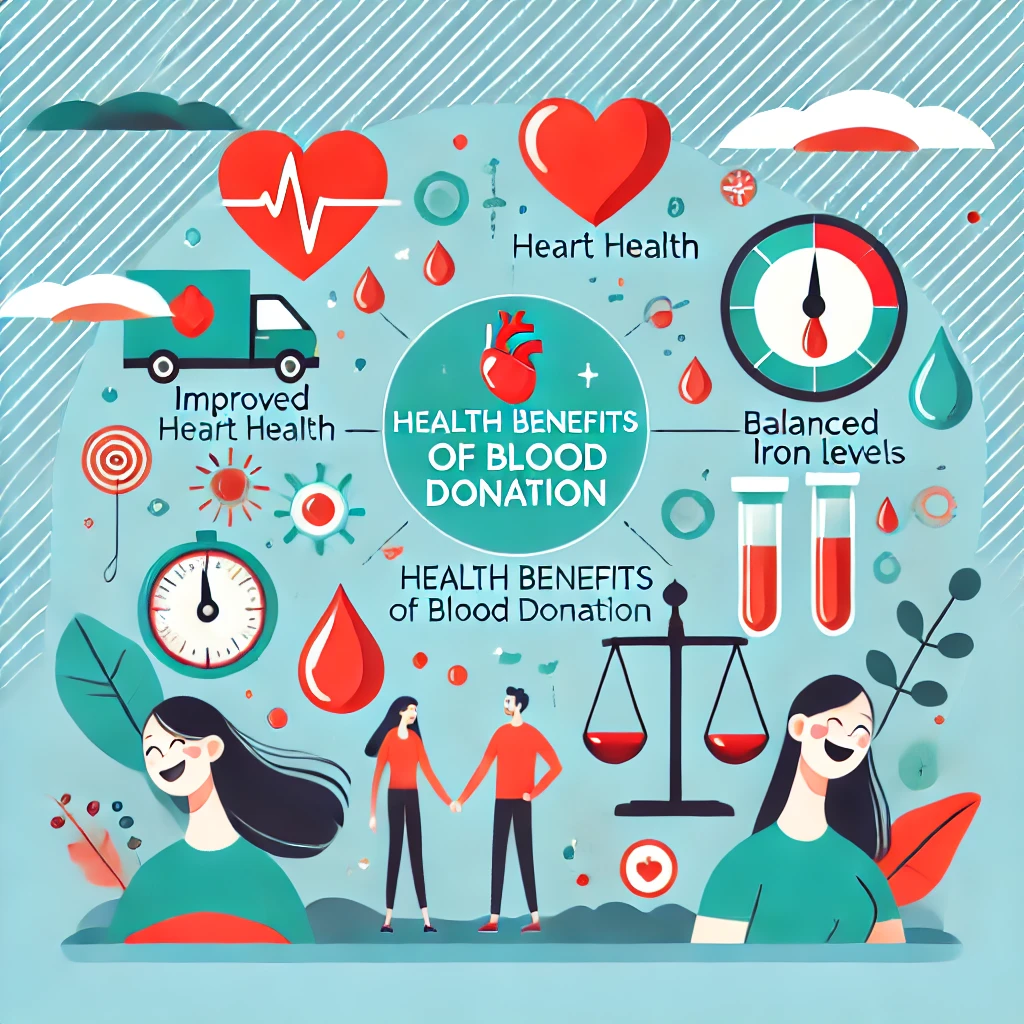 Heart Health
Improved
Heart Health
HEALTH BENEFITS
OF BLOOD
DONATION
Balanced
Iron levels
HEALTH BENEFITS
of Blood Donation